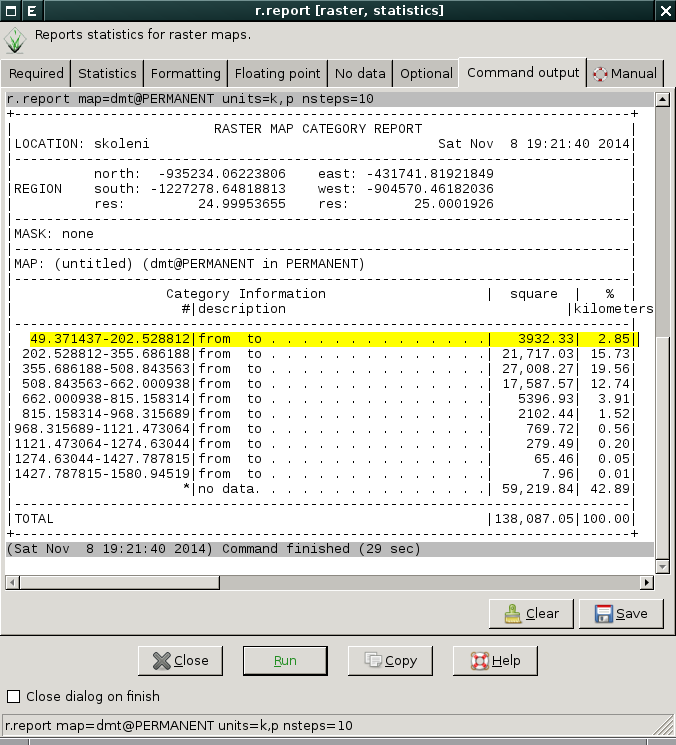 E r.report [raster, statistics]
Reports statistics for raster maps.
Required Statistics Formatting Floating point No data Optional Command output Manual
r.report map=dmt@PERMANENT units=k,p nsteps=10
+-----------------------------------------------------------------------------+
| RASTER MAP CATEGORY REPORT |
|LOCATION: skoleni Sat Nov 8 19:21:40 2014|
|-----------------------------------------------------------------------------|
| north: -935234.06223806 east: -431741.81921849 |
|REGION south: -1227278.64818813 west: -904570.46182036 |
| res: 24.99953655 res: 25.0001926 |
|-----------------------------------------------------------------------------|
|MASK: none |
|-----------------------------------------------------------------------------|
|MAP: (untitled) (dmt@PERMANENT in PERMANENT) |
|-----------------------------------------------------------------------------|
| Category Information | square | % |
| #|description |kilometers
|-----------------------------------------------------------------------------|
| 49.371437-202.528812|from to . . . . . . . . . . . . . .| 3932.33| 2.85|
| 202.528812-355.686188|from to . . . . . . . . . . . . . .| 21,717.03| 15.73|
| 355.686188-508.843563|from to . . . . . . . . . . . . . .| 27,008.27| 19.56|
| 508.843563-662.000938|from to . . . . . . . . . . . . . .| 17,587.57| 12.74|
| 662.000938-815.158314|from to . . . . . . . . . . . . . .| 5396.93| 3.91|
| 815.158314-968.315689|from to . . . . . . . . . . . . . .| 2102.44| 1.52|
|968.315689-1121.473064|from to . . . . . . . . . . . . . .| 769.72| 0.56|
|1121.473064-1274.63044|from to . . . . . . . . . . . . . .| 279.49| 0.20|
|1274.63044-1427.787815|from to . . . . . . . . . . . . . .| 65.46| 0.05|
|1427.787815-1580.94519|from to . . . . . . . . . . . . . .| 7.96| 0.01|
| *|no data. . . . . . . . . . . . . . .| 59,219.84| 42.89|
|-----------------------------------------------------------------------------|
|TOTAL |138,087.05|100.00|
+-----------------------------------------------------------------------------+
(Sat Nov 8 19:21:40 2014) Command finished (29 sec)
Clear Save
Close Run Copy Help
Close dialog on finish
r.report map=dmt@PERMANENT units=k,p nsteps=10